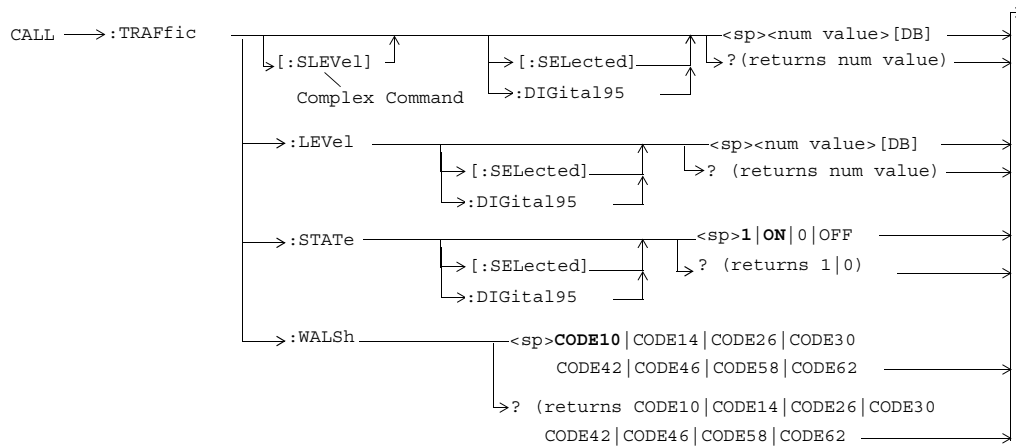 CALL :TRAFfic <sp><num value>[DB]
[:SLEVel] [:SELected] ?(returns num value)
Complex Command :DIGital95
:LEVel <sp><num value>[DB]
[:SELected] ? (returns num value)
:DIGital95
:STATe <sp>1|ON|0|OFF
[:SELected] ? (returns 1|0)
:DIGital95
:WALSh <sp>CODE10|CODE14|CODE26|CODE30
CODE42|CODE46|CODE58|CODE62
? (returns CODE10|CODE14|CODE26|CODE30
CODE42|CODE46|CODE58|CODE62